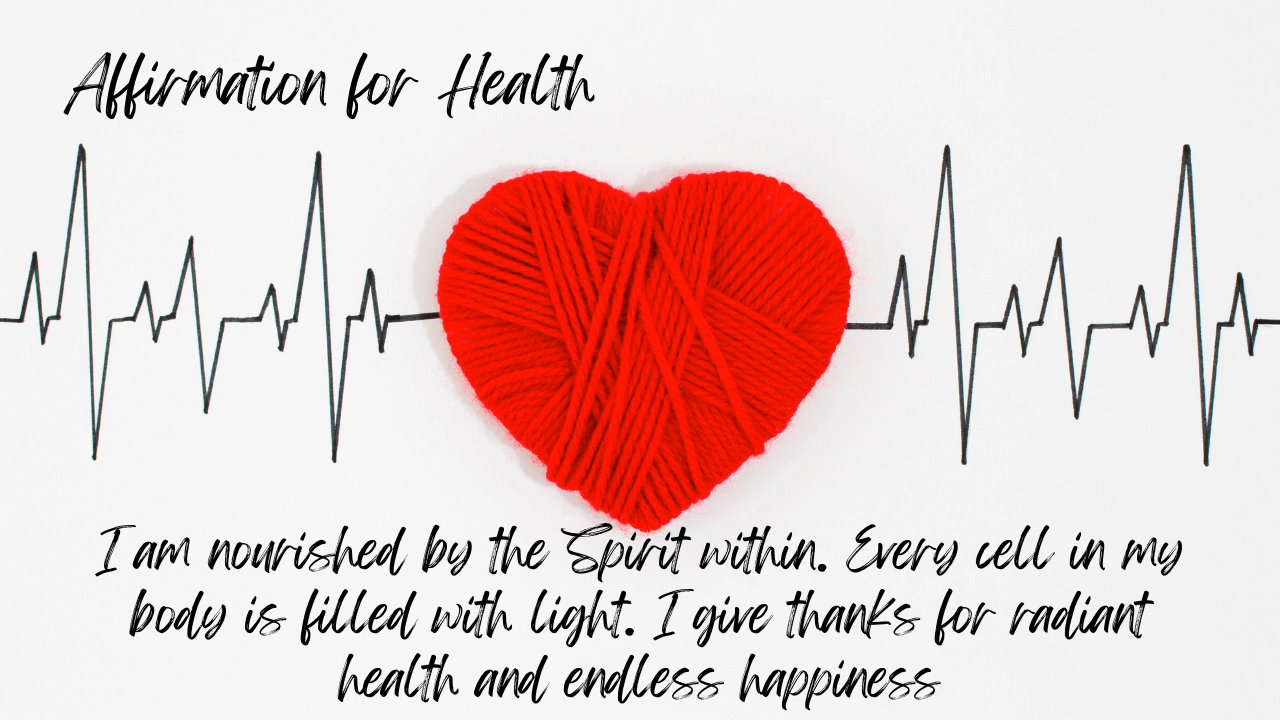 Affirmation for Health
I am nourished by the Spirit within. Every cell in my
body is filled with light. I give thanks for radiant
health and endless happiness